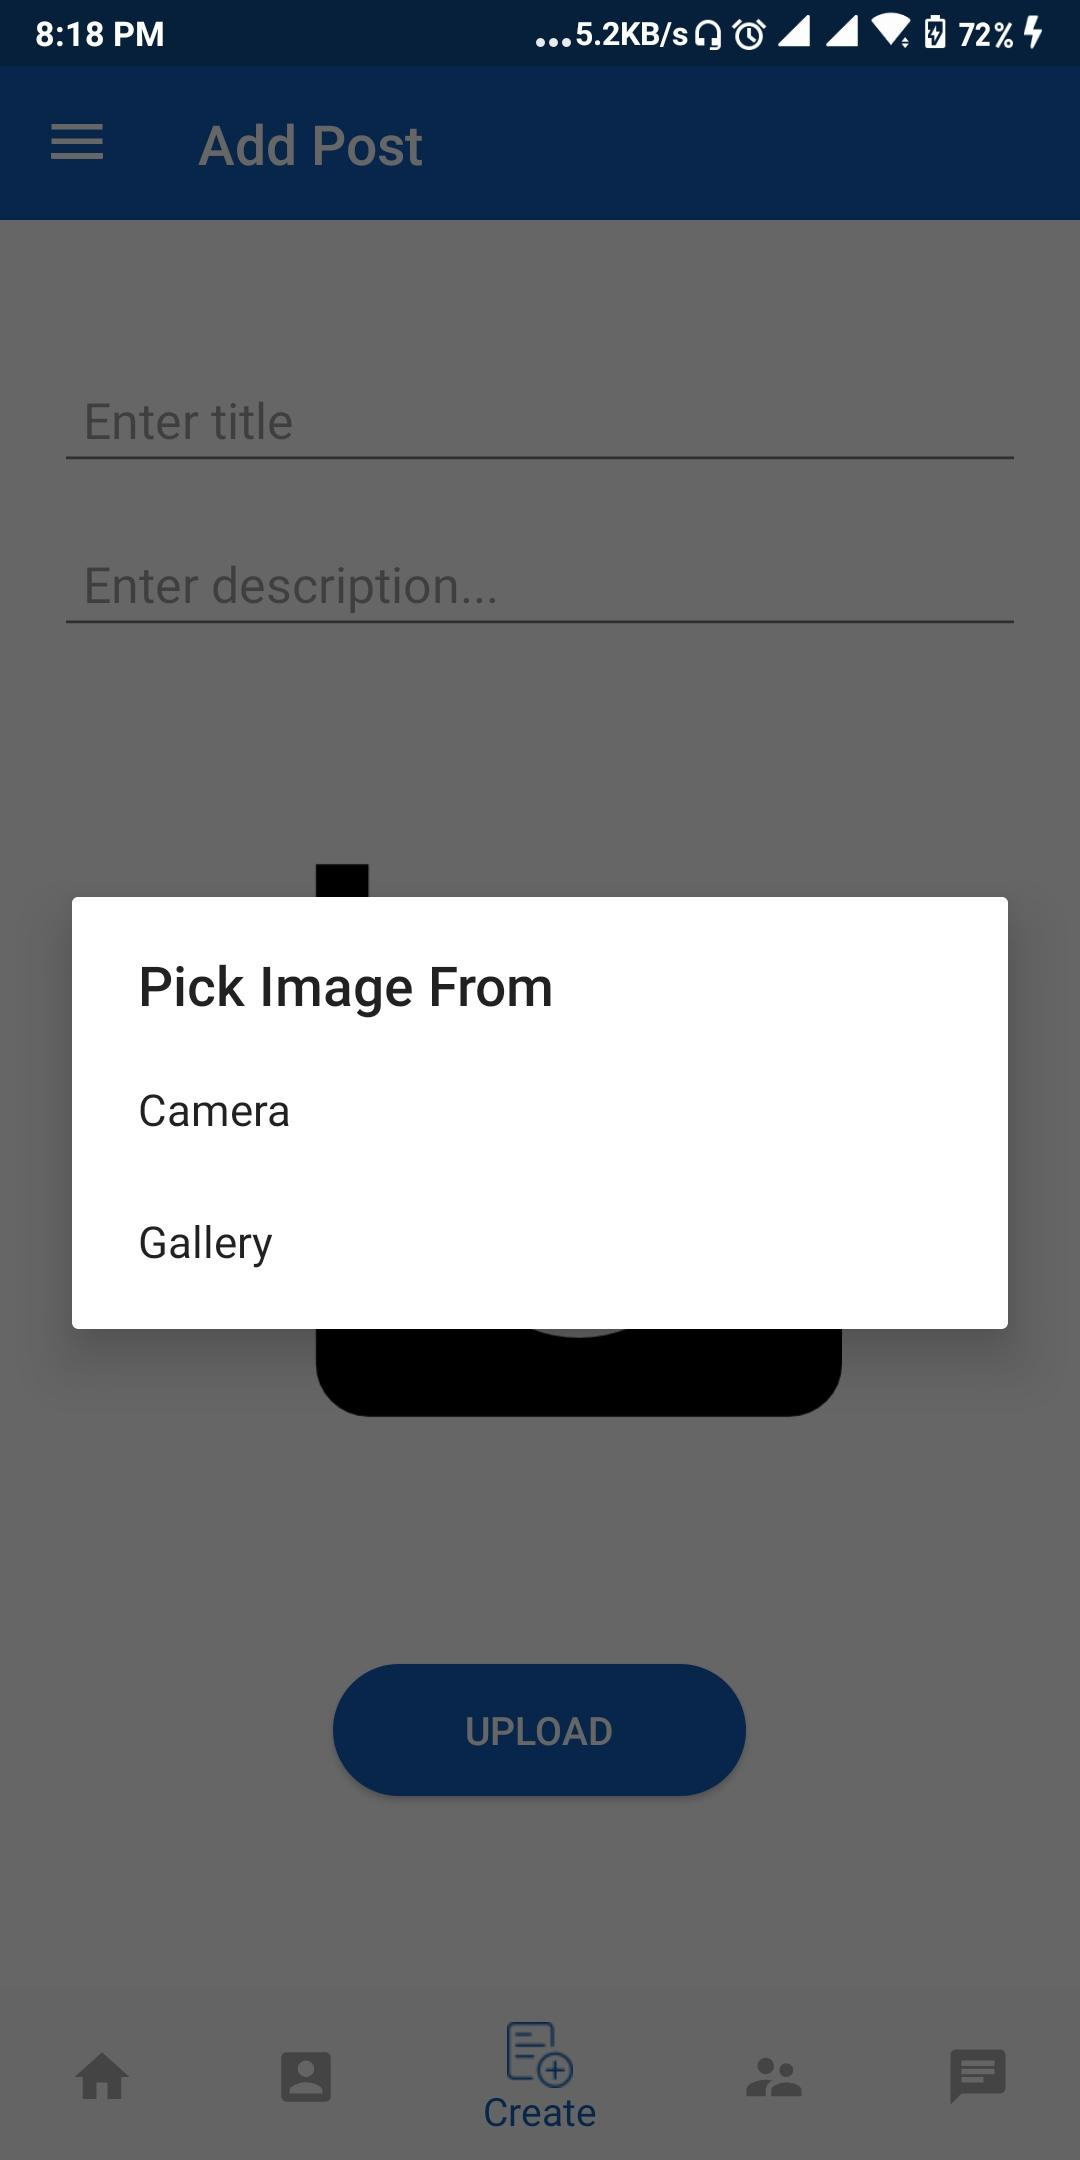 8:18 PM
...5.2KB/s 72%
Add Post
Enter title
Enter description...
Pick Image From
Camera
Gallery
UPLOAD
Create